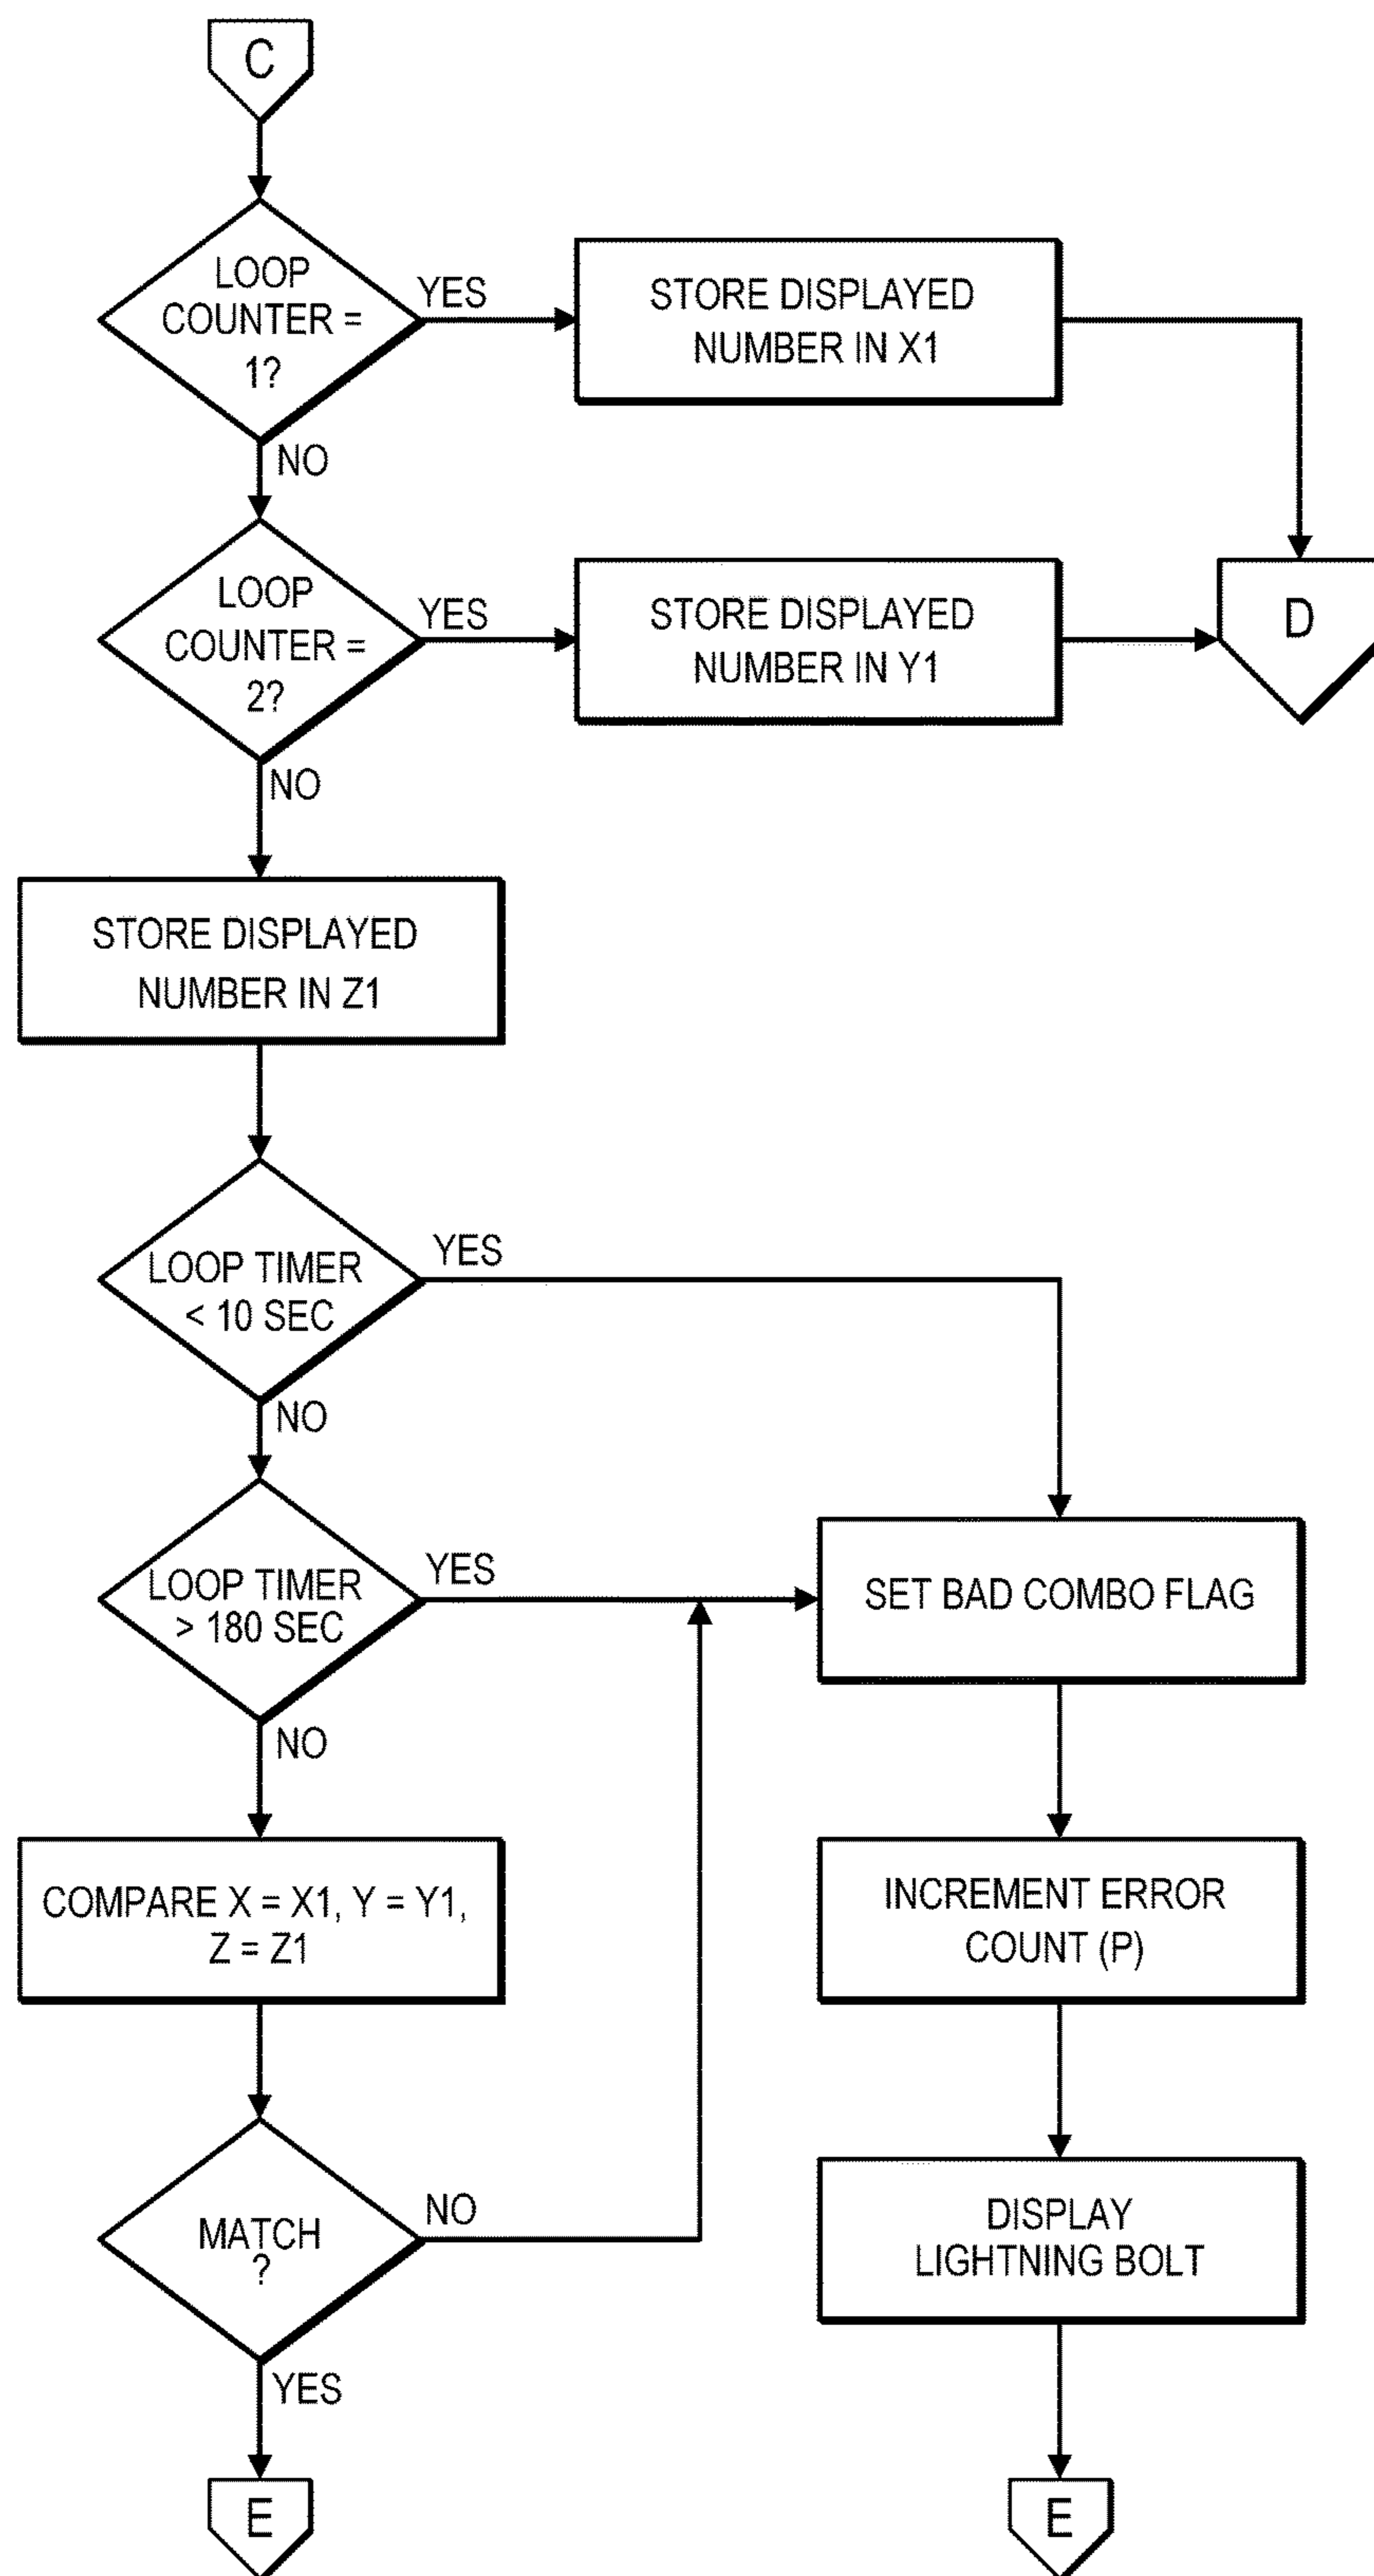 C
LOOP
COUNTER =
1?
YES
STORE DISPLAYED
NUMBER IN X1
NO
LOOP
COUNTER =
2?
YES
STORE DISPLAYED
NUMBER IN Y1
D
NO
STORE DISPLAYED
NUMBER IN Z1
LOOP TIMER
< 10 SEC
YES
NO
LOOP TIMER
> 180 SEC
YES
SET BAD COMBO FLAG
NO
COMPARE X = X1, Y = Y1,
Z = Z1
INCREMENT ERROR
COUNT (P)
MATCH
?
NO
DISPLAY
LIGHTNING BOLT
YES
E
E